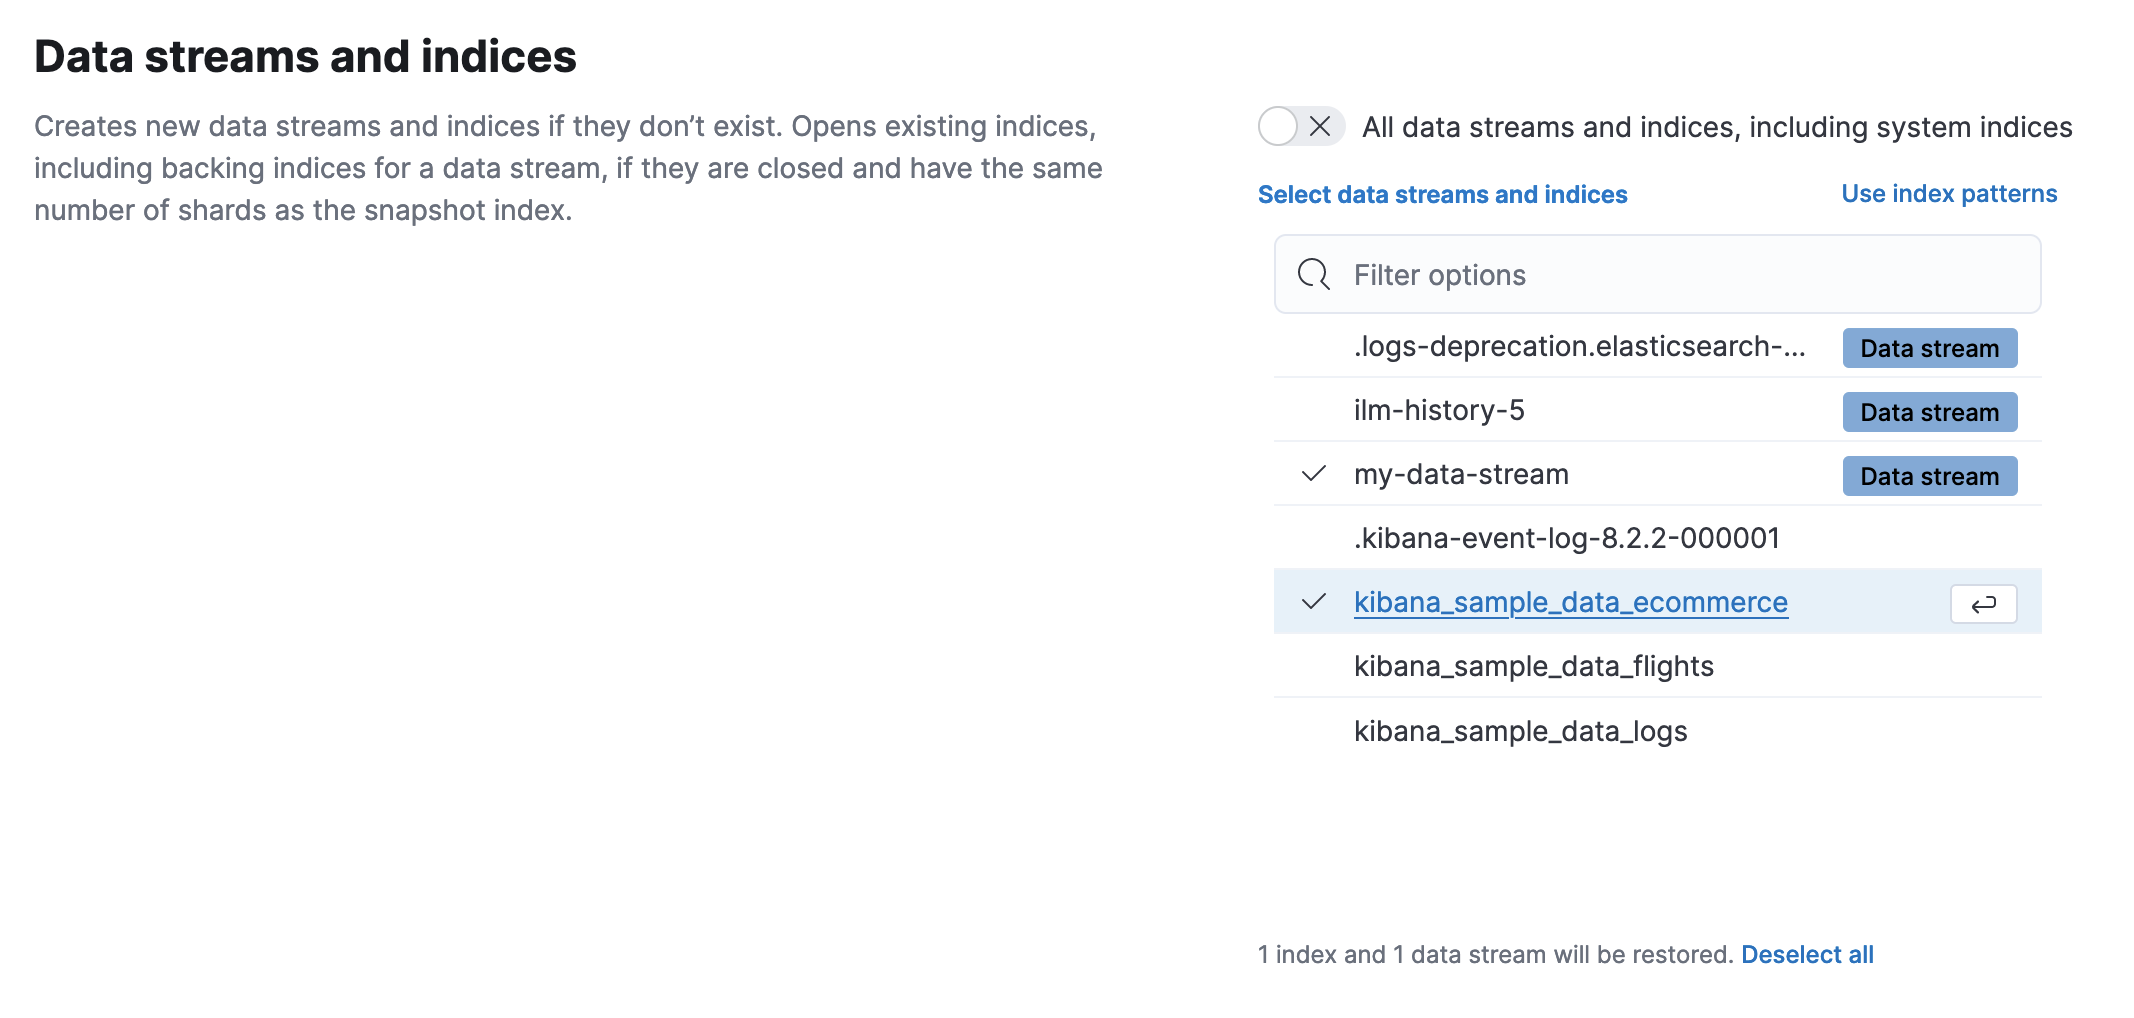 Data streams and indices
Creates new data streams and indices if they don’t exist. Opens existing indices,
including backing indices for a data stream, if they are closed and have the same
number of shards as the snapshot index.
All data streams and indices, including system indices
Select data streams and indices
Use index patterns
Filter options
.logs-deprecation.elasticsearch-...
Data stream
ilm-history-5
Data stream
my-data-stream
Data stream
.kibana-event-log-8.2.2-000001
kibana_sample_data_ecommerce
kibana_sample_data_flights
kibana_sample_data_logs
1 index and 1 data stream will be restored. Deselect all